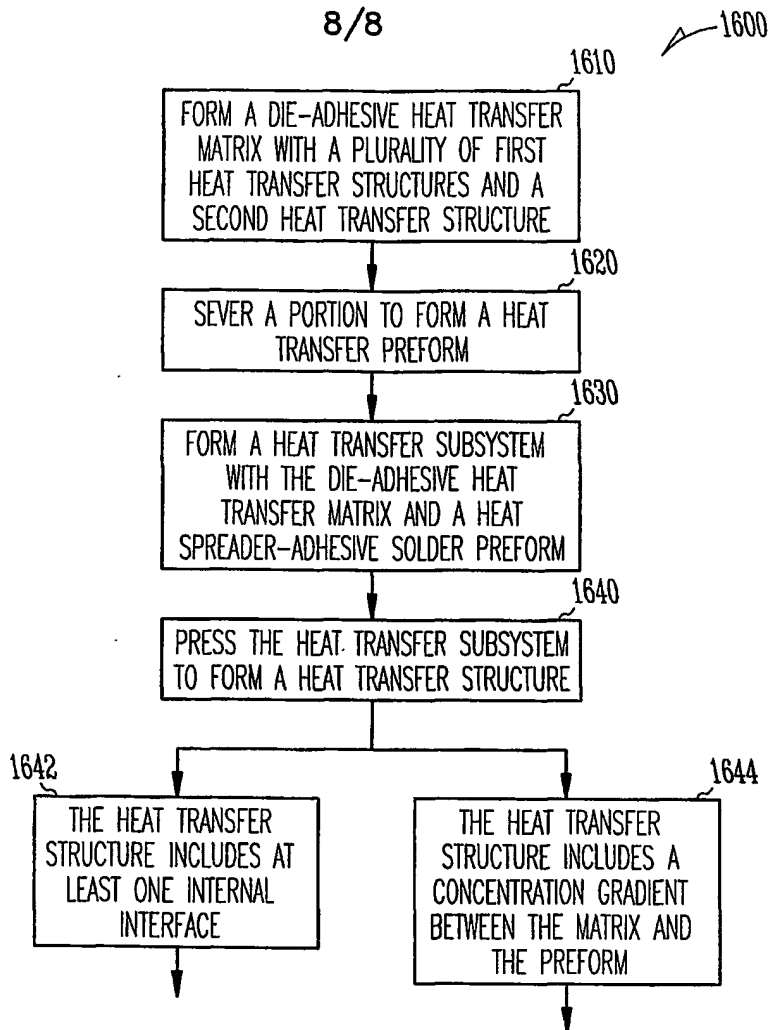 8/8
1600
1610
FORM A DIE-ADHESIVE HEAT TRANSFER
MATRIX WITH A PLURALITY OF FIRST
HEAT TRANSFER STRUCTURES AND A
SECOND HEAT TRANSFER STRUCTURE
1620
SEVER A PORTION TO FORM A HEAT
TRANSFER PREFORM
1630
FORM A HEAT TRANSFER SUBSYSTEM
WITH THE DIE-ADHESIVE HEAT
TRANSFER MATRIX AND A HEAT
SPREADER-ADHESIVE SOLDER PREFORM
1640
PRESS THE HEAT TRANSFER SUBSYSTEM
TO FORM A HEAT TRANSFER STRUCTURE
1642
THE HEAT TRANSFER
STRUCTURE INCLUDES AT
LEAST ONE INTERNAL
INTERFACE
1644
THE HEAT TRANSFER
STRUCTURE INCLUDES A
CONCENTRATION GRADIENT
BETWEEN THE MATRIX AND
THE PREFORM